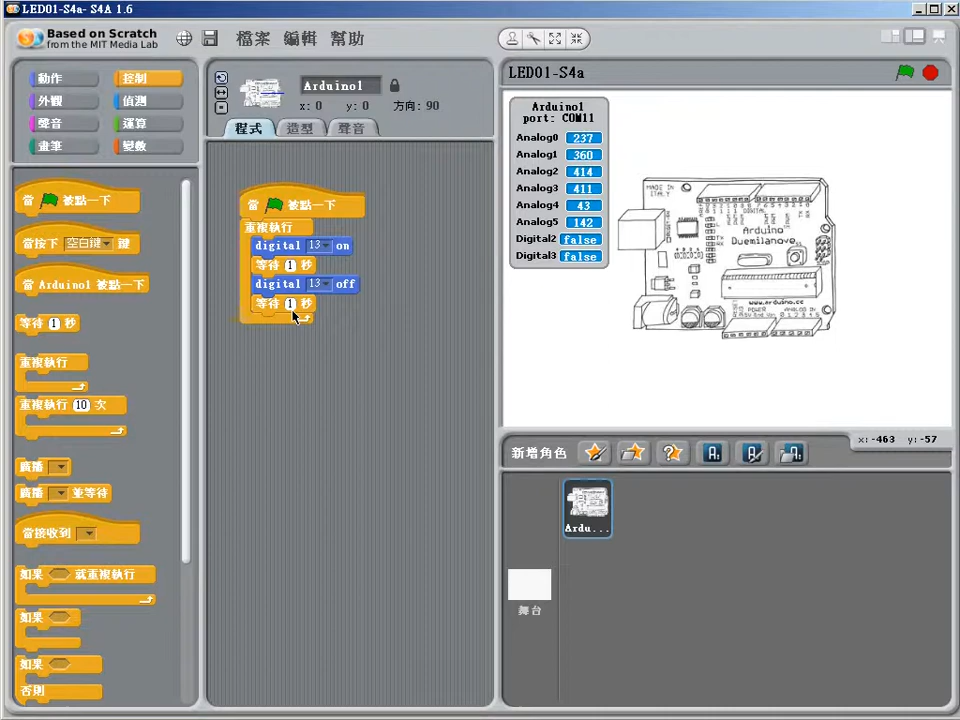 LED01-S4a- S4A 1.6
Based on Scratch
from the MIT Media Lab
檔案 編輯 幫助
動作 控制
外觀 偵測
聲音 運算
畫筆 變數
當 被點一下
當按下 空白鍵 鍵
當 Arduino1 被點一下
等待 1 秒
重複執行
重複執行 10 次
廣播
廣播 並等待
當接收到
如果 就重複執行
如果
如果
否則
Arduino1
x: 0 y: 0 方向: 90
程式 造型 聲音
當 被點一下
重複執行
digital 13 on
等待 1 秒
digital 13 off
等待 1 秒
LED01-S4a
Arduino1
port: COM11
Analog0 237
Analog1 360
Analog2 414
Analog3 411
Analog4 43
Analog5 142
Digital2 false
Digital3 false
MADE IN
ITALY
DIGITAL
Arduino
Duemilanove
www.arduino.cc
POWER
x: -463 y: -57
新增角色
Ardu...
舞台